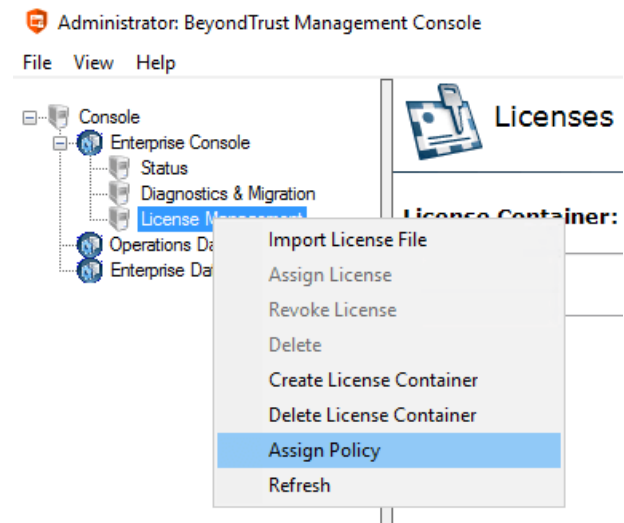 Administrator: BeyondTrust Management Console
File View Help
Console
Enterprise Console
Status
Diagnostics & Migration
License Management
Operations Da
Enterprise Da
Licenses
License Container:
Import License File
Assign License
Revoke License
Delete
Create License Container
Delete License Container
Assign Policy
Refresh